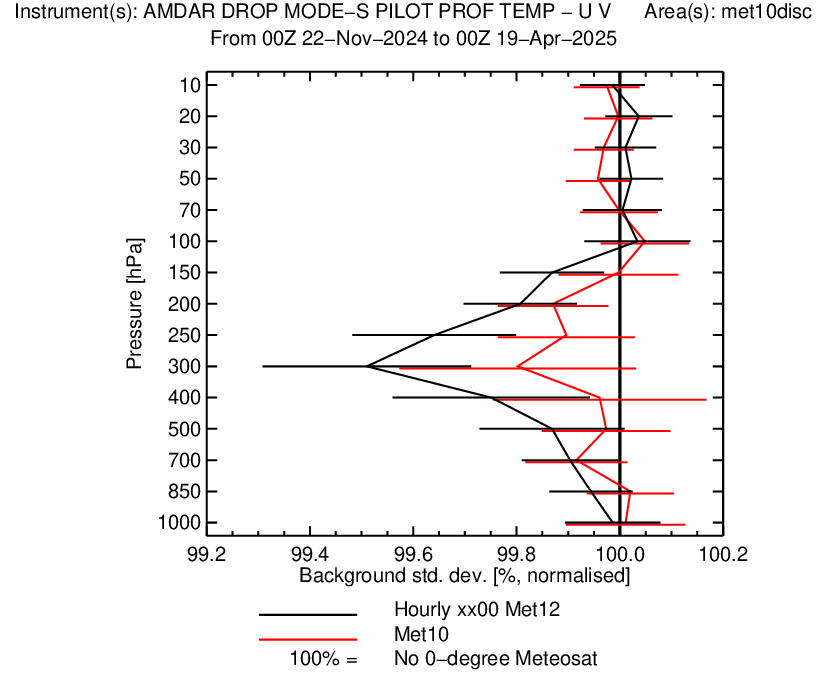 Instrument(s): AMDAR DROP MODE−S PILOT PROF TEMP − U V Area(s): met10disc
From 00Z 22−Nov−2024 to 00Z 19−Apr−2025
10
20
30
50
70
100
150
200
250
300
400
500
700
850
1000
Pressure [hPa]
99.2 99.4 99.6 99.8 100.0 100.2
Background std. dev. [%, normalised]
Hourly xx00 Met12
Met10
100% = No 0−degree Meteosat